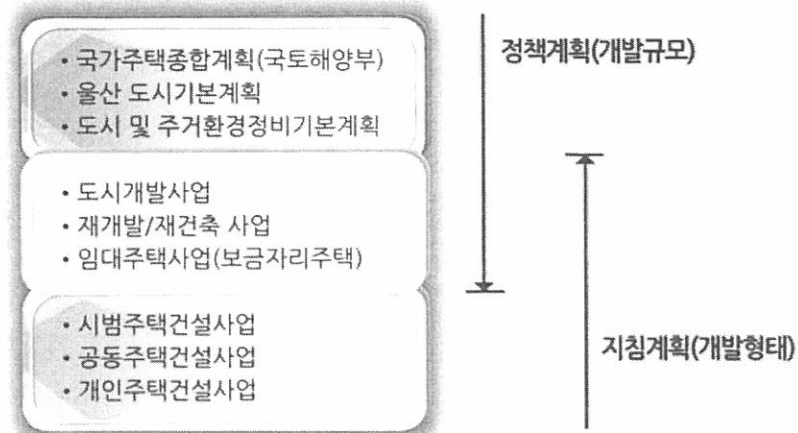 • 국가주택종합계획(국토해양부)
• 울산 도시기본계획
• 도시 및 주거환경정비기본계획
• 도시개발사업
• 재개발/재건축 사업
• 임대주택사업(보금자리주택)
• 시범주택건설사업
• 공동주택건설사업
• 개인주택건설사업
정책계획(개발규모)
지침계획(개발형태)